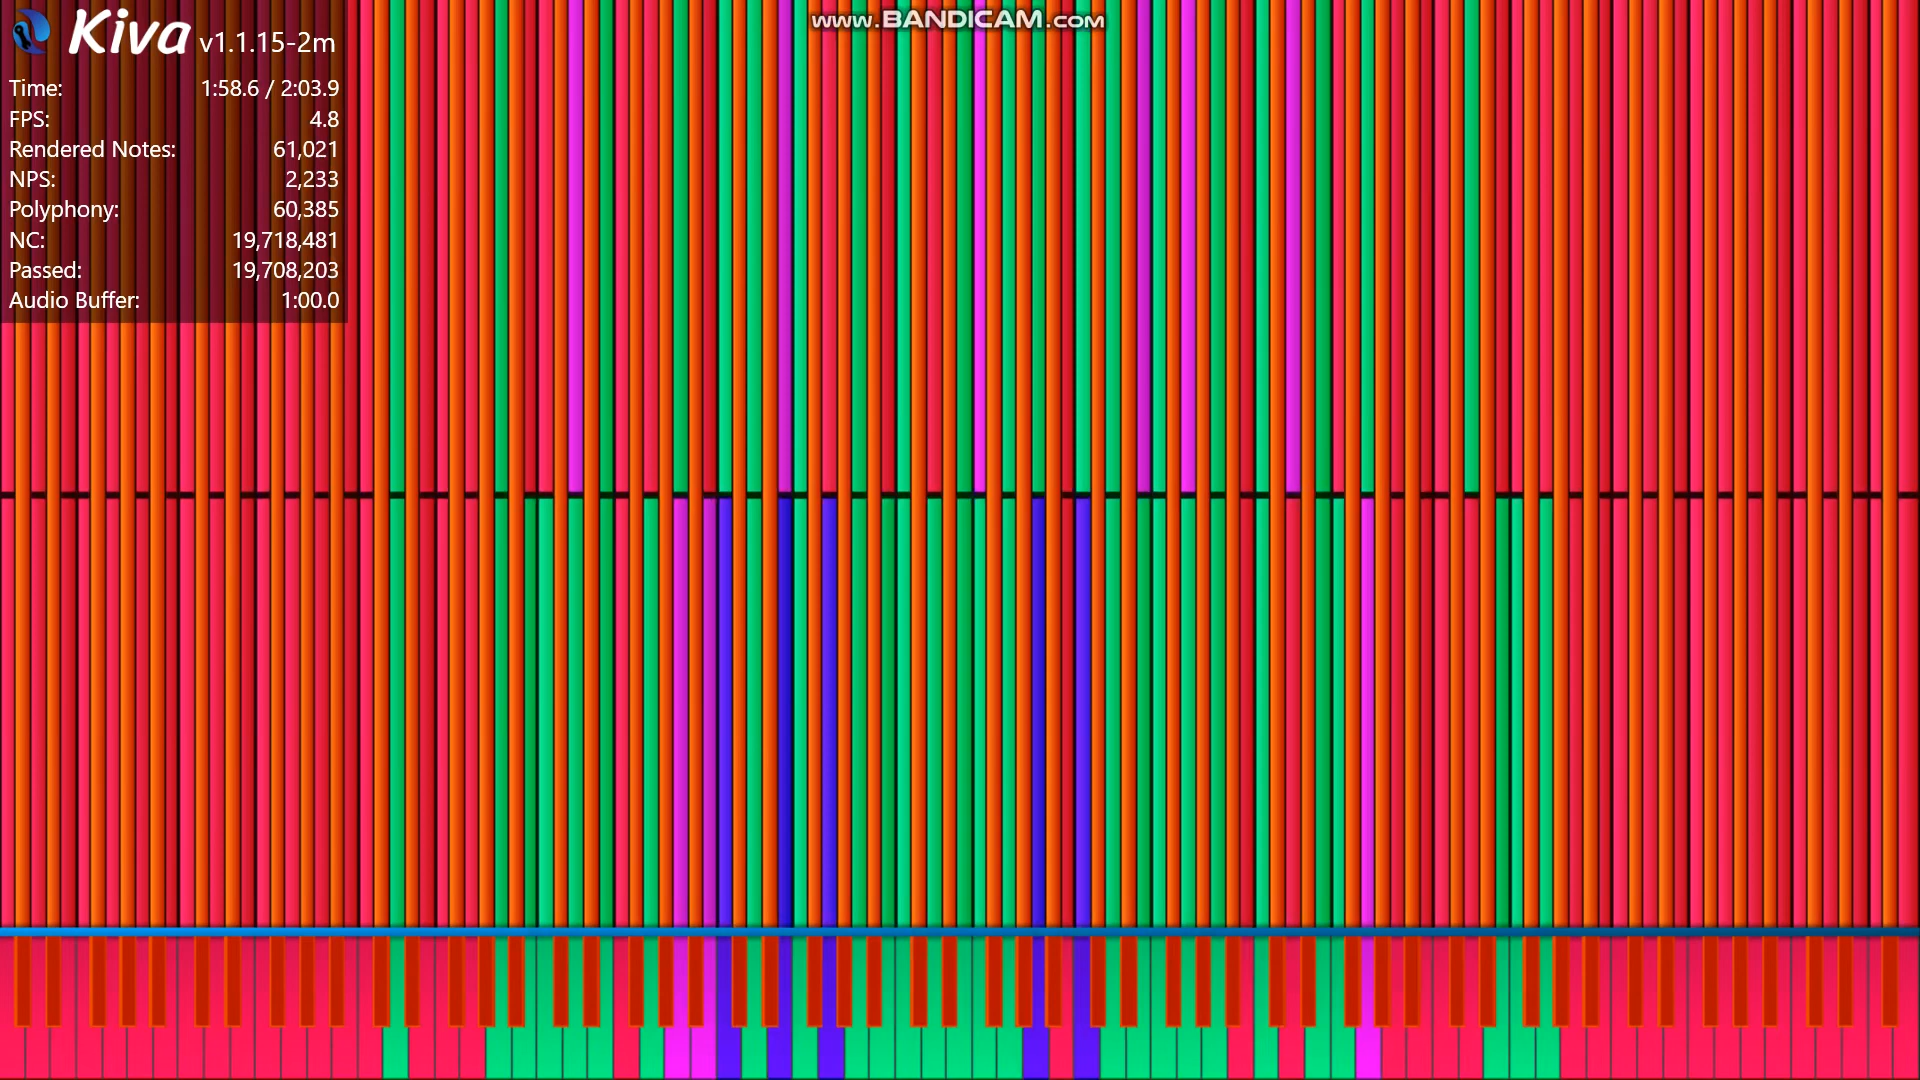 Kiva v1.1.15-2m
www.BANDICAM.com
Time: 1:58.6 / 2:03.9
FPS: 4.8
Rendered Notes: 61,021
NPS: 2,233
Polyphony: 60,385
NC: 19,718,481
Passed: 19,708,203
Audio Buffer: 1:00.0